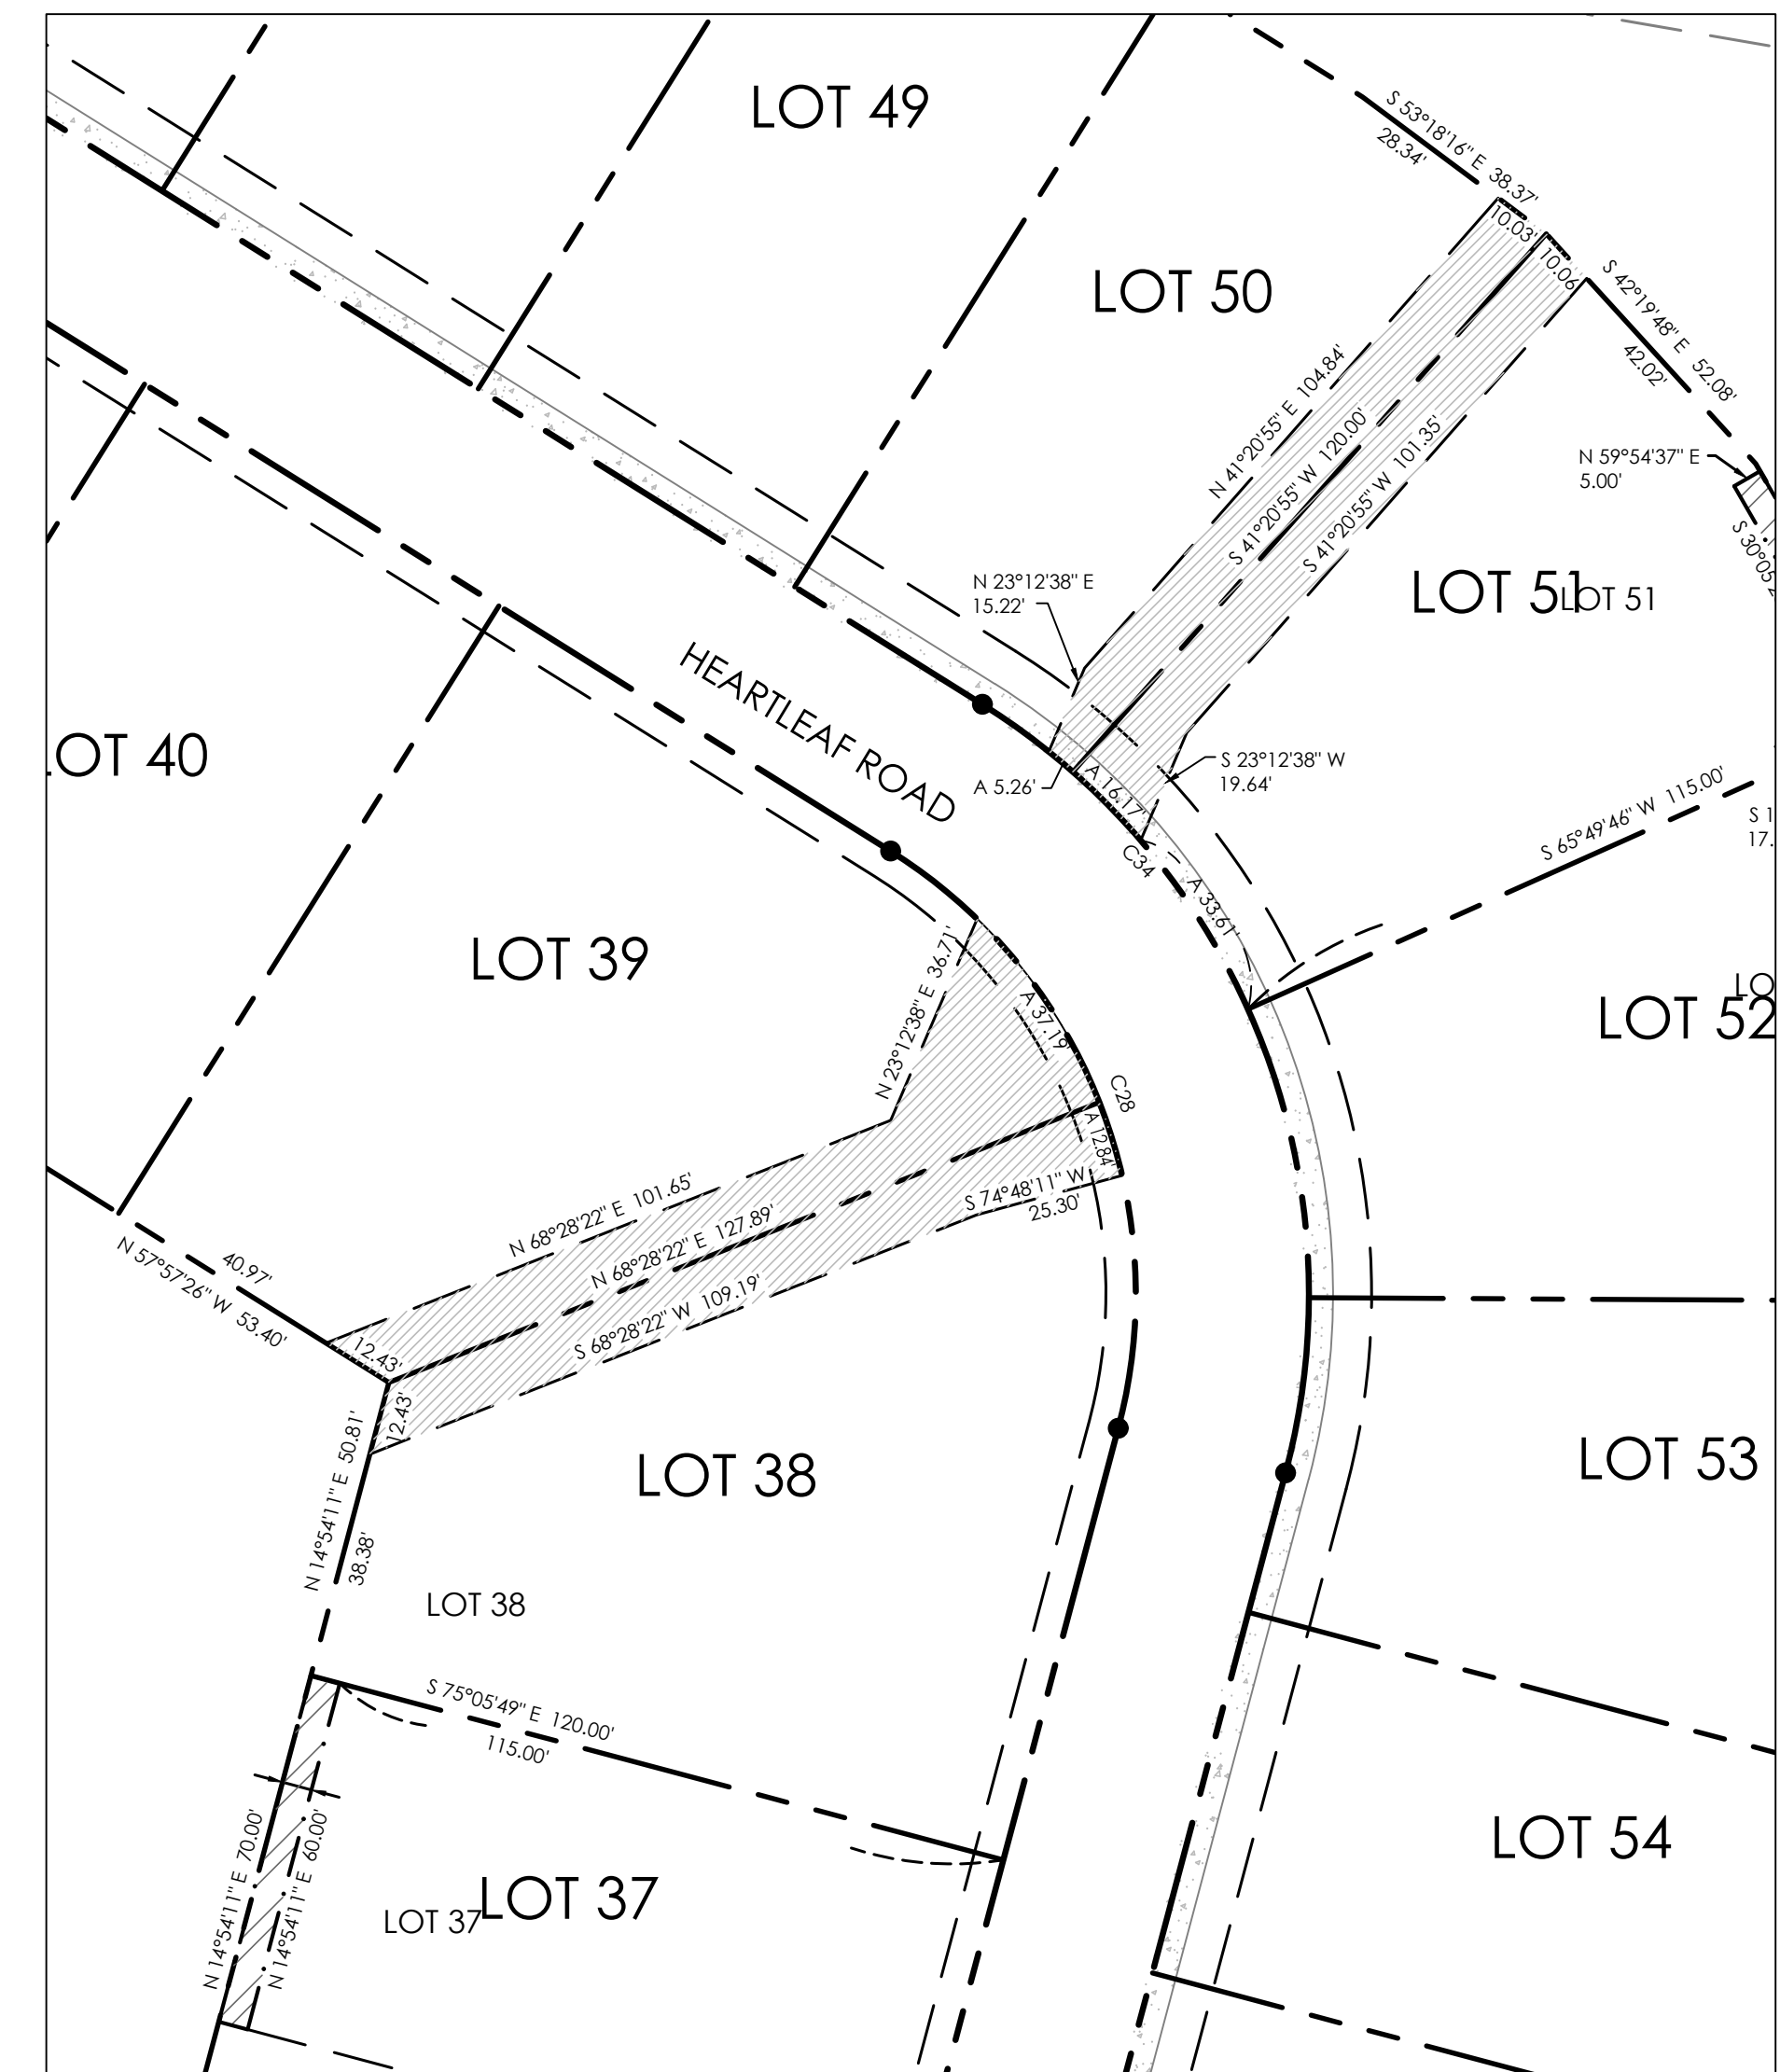 LOT 49
S 53°18'16" E 38.37'
28.34'
10.03'
10.06'
LOT 50
S 42°19'48" E 52.08'
42.02'
N 41°20'55" E 104.84'
S 41°20'55" W 120.00'
S 41°20'55" W 101.35'
N 59°54'37" E
5.00'
N 23°12'38" E
15.22'
LOT 51
LOT 51
HEARTLEAF ROAD
LOT 40
A 5.26'
A 16.17'
S 23°12'38" W
19.64'
C34
A 33.61'
S 65°49'46" W 115.00'
S 1
17.
LOT 39
N 23°12'38" E 36.71'
A 37.19'
LO
LOT 52
C28
A 12.84'
N 68°28'22" E 101.65'
N 68°28'22" E 127.89'
S 68°28'22" W 109.19'
S 74°48'11" W
25.30'
40.97'
N 57°57'26" W 53.40'
12.43'
12.43'
N 14°54'11" E 50.81'
38.38'
LOT 38
LOT 53
LOT 38
S 75°05'49" E 120.00'
115.00'
N 14°54'11" E 70.00'
N 14°54'11" E 60.00'
LOT 37
LOT 37
LOT 54